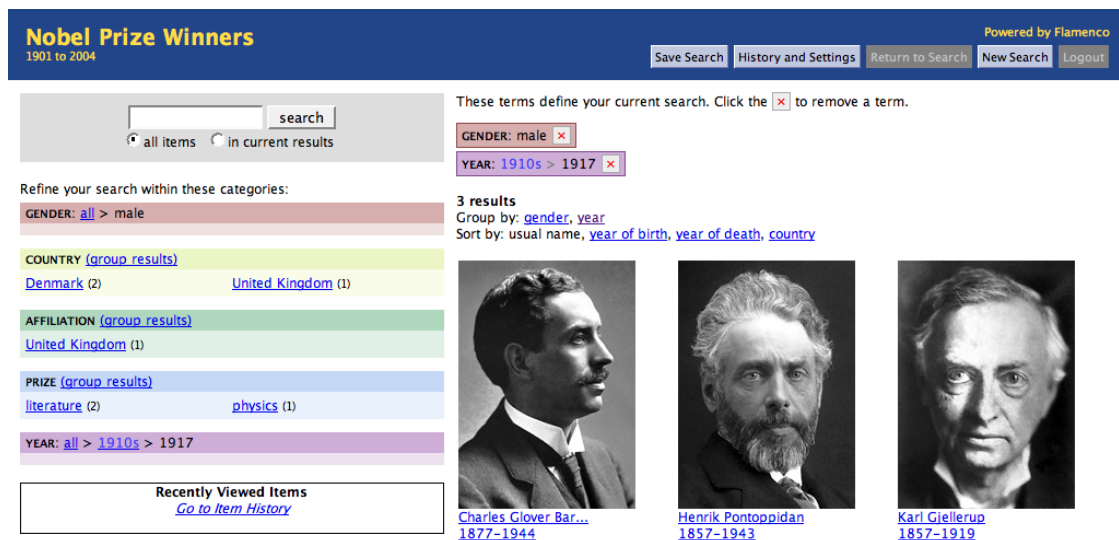 Nobel Prize Winners
1901 to 2004
Powered by Flamenco
Save Search History and Settings Return to Search New Search Logout
search
all items in current results
Refine your search within these categories:
GENDER: all > male
COUNTRY (group results)
Denmark (2) United Kingdom (1)
AFFILIATION (group results)
United Kingdom (1)
PRIZE (group results)
literature (2) physics (1)
YEAR: all > 1910s > 1917
Recently Viewed Items
Go to Item History
These terms define your current search. Click the × to remove a term.
GENDER: male ×
YEAR: 1910s > 1917 ×
3 results
Group by: gender, year
Sort by: usual name, year of birth, year of death, country
Charles Glover Bar...
1877-1944
Henrik Pontoppidan
1857-1943
Karl Gjellerup
1857-1919